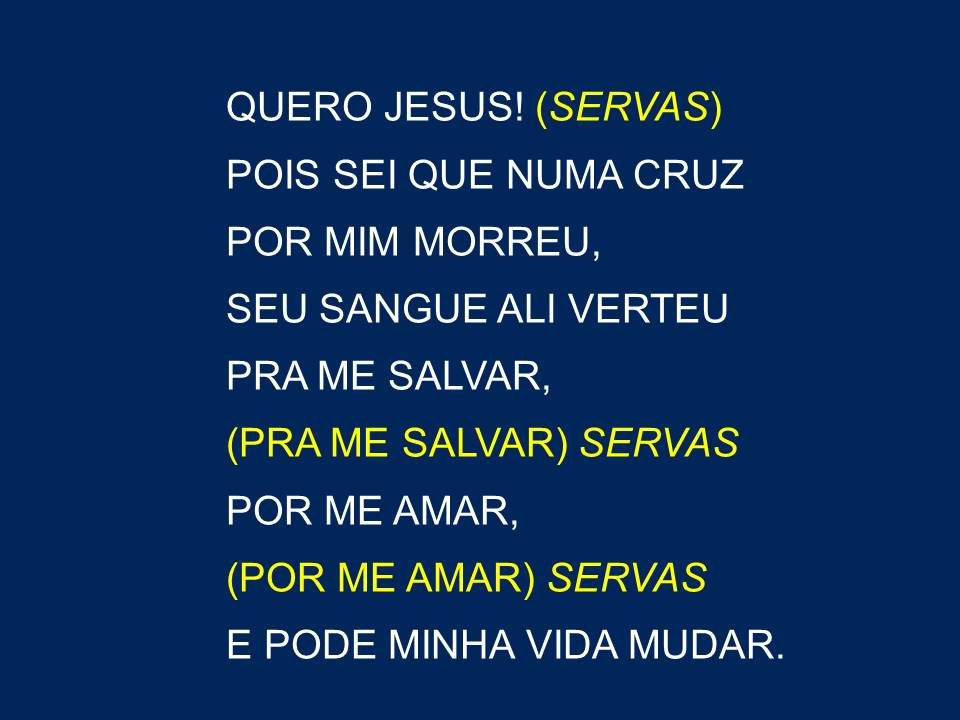 QUERO JESUS! (SERVAS)
POIS SEI QUE NUMA CRUZ
POR MIM MORREU,
SEU SANGUE ALI VERTEU
PRA ME SALVAR,
(PRA ME SALVAR) SERVAS
POR ME AMAR,
(POR ME AMAR) SERVAS
E PODE MINHA VIDA MUDAR.